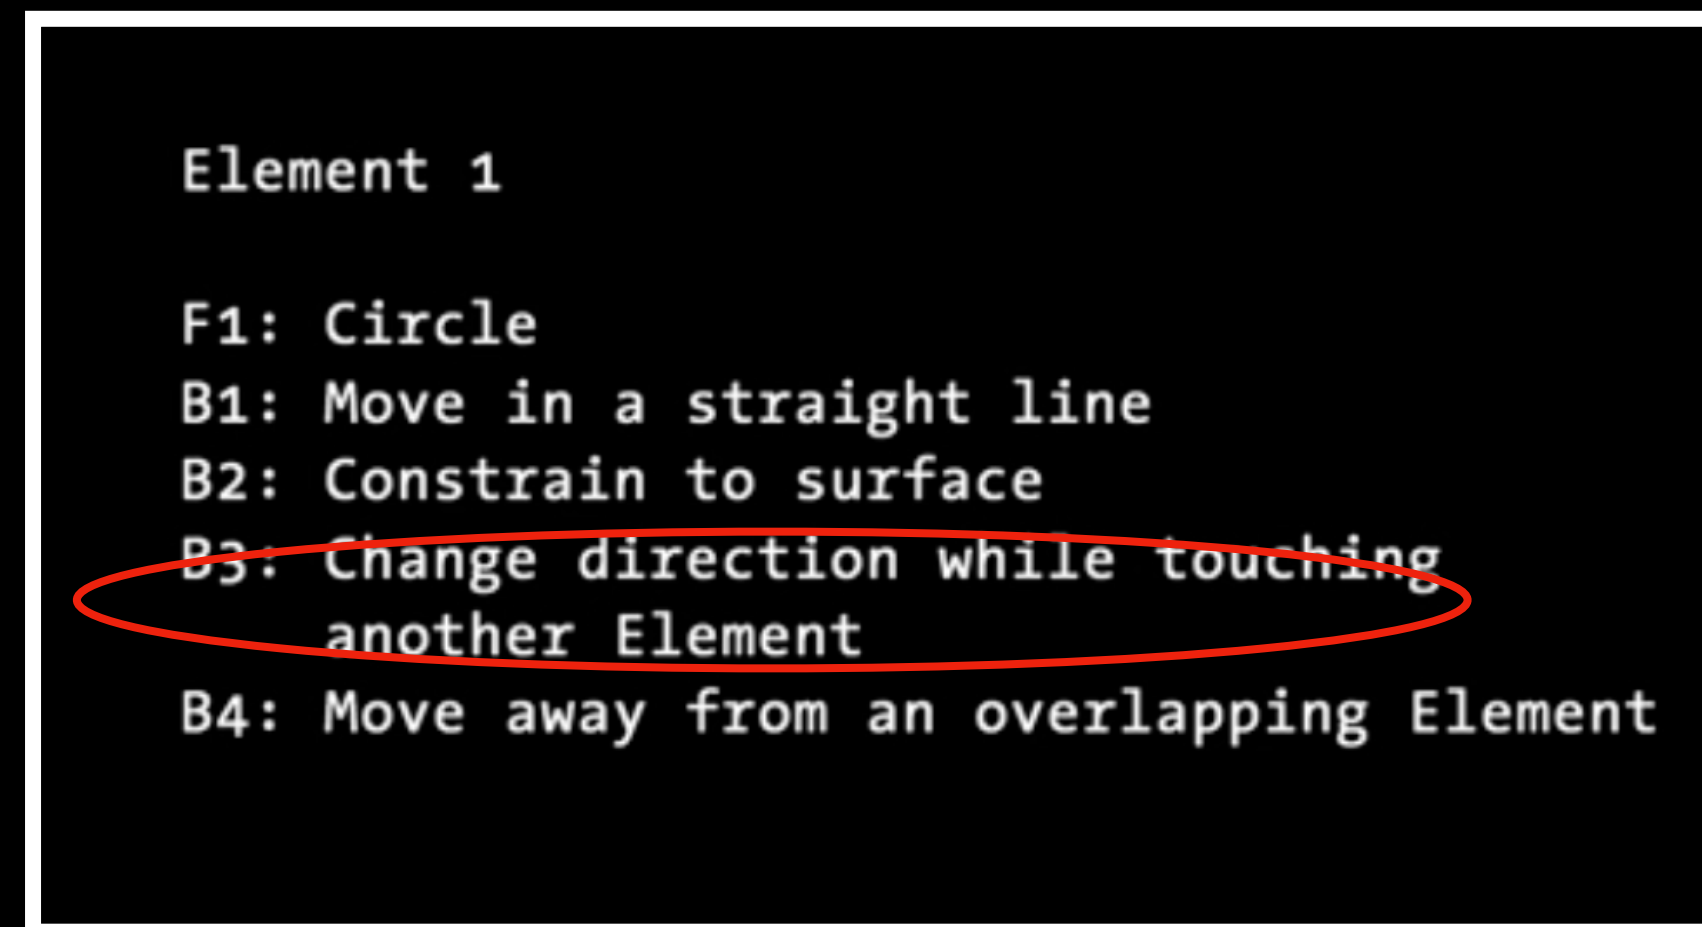 Element 1
F1: Circle
B1: Move in a straight line
B2: Constrain to surface
B3: Change direction while touching
another Element
B4: Move away from an overlapping Element